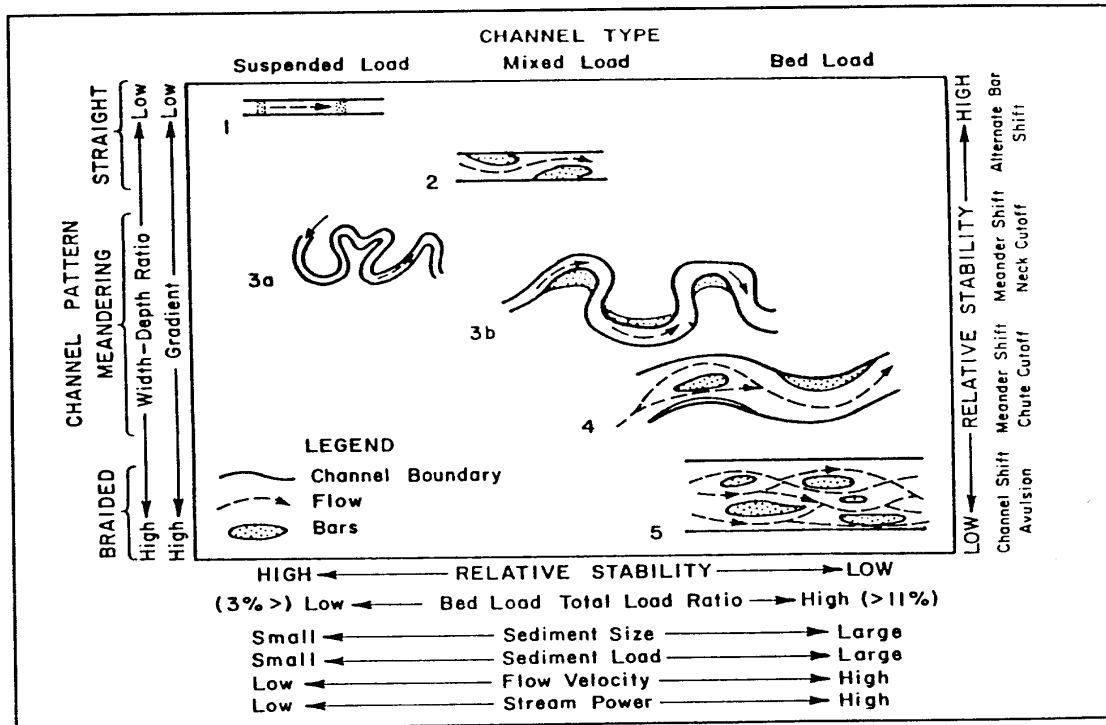 CHANNEL TYPE
Suspended Load Mixed Load Bed Load
CHANNEL PATTERN
STRAIGHT
MEANDERING
BRAIDED
Low
Width-Depth Ratio
High
Low
Gradient
High
1
2
3a
3b
4
5
LEGEND
Channel Boundary
Flow
Bars
HIGH
RELATIVE STABILITY
LOW
Alternate Bar
Shift
Meander Shift
Neck Cutoff
Meander Shift
Chute Cutoff
Channel Shift
Avulsion
HIGH RELATIVE STABILITY LOW
(3% >) Low Bed Load Total Load Ratio High (>11%)
Small Sediment Size Large
Small Sediment Load Large
Low Flow Velocity High
Low Stream Power High